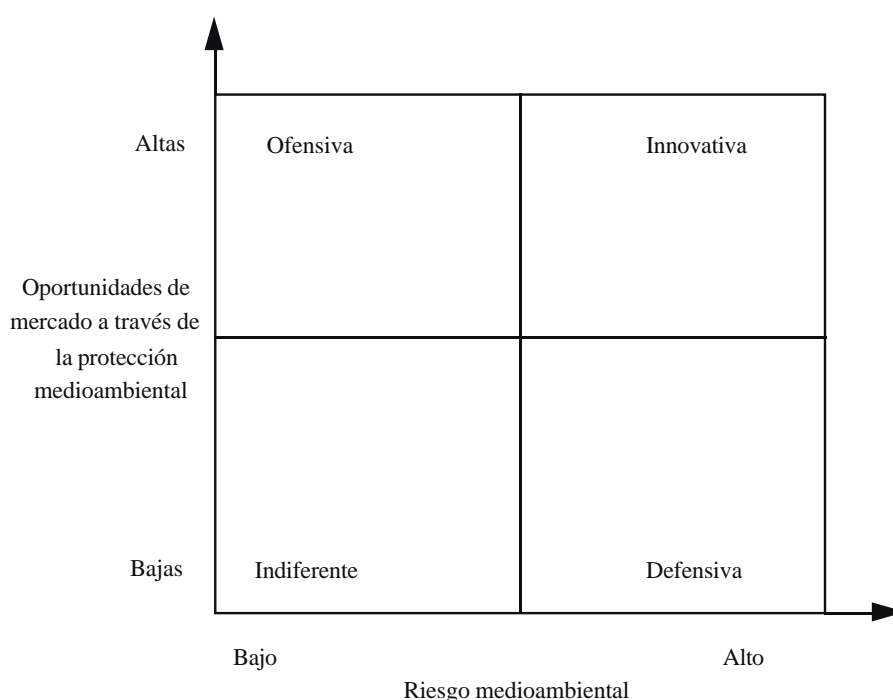 Altas
Ofensiva
Innovativa
Oportunidades de
mercado a través de
la protección
medioambiental
Bajas
Indiferente
Defensiva
Bajo
Alto
Riesgo medioambiental